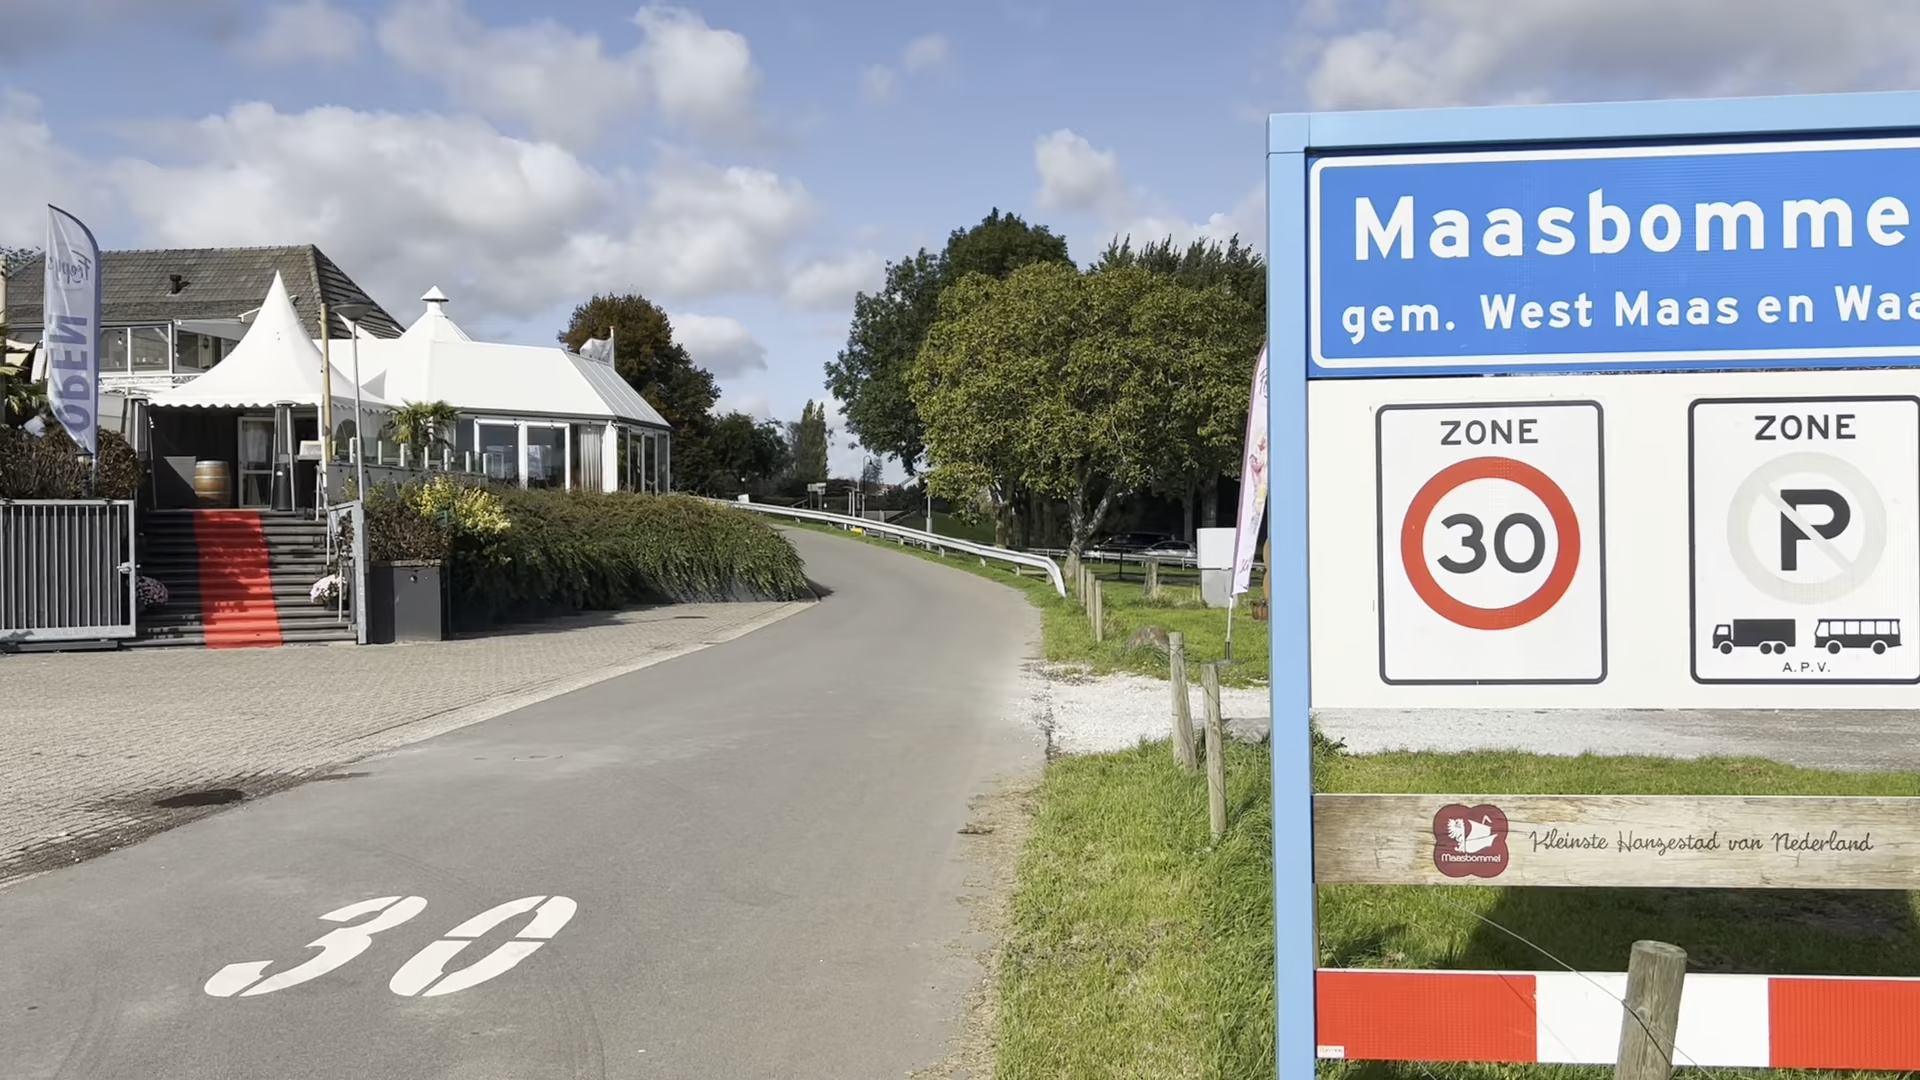 Maasbomme
gem. West Maas en Waa
ZONE
30
ZONE
P
A.P.V.
Maasbommel
Kleinste Hanzestad van Nederland
OPEN
30